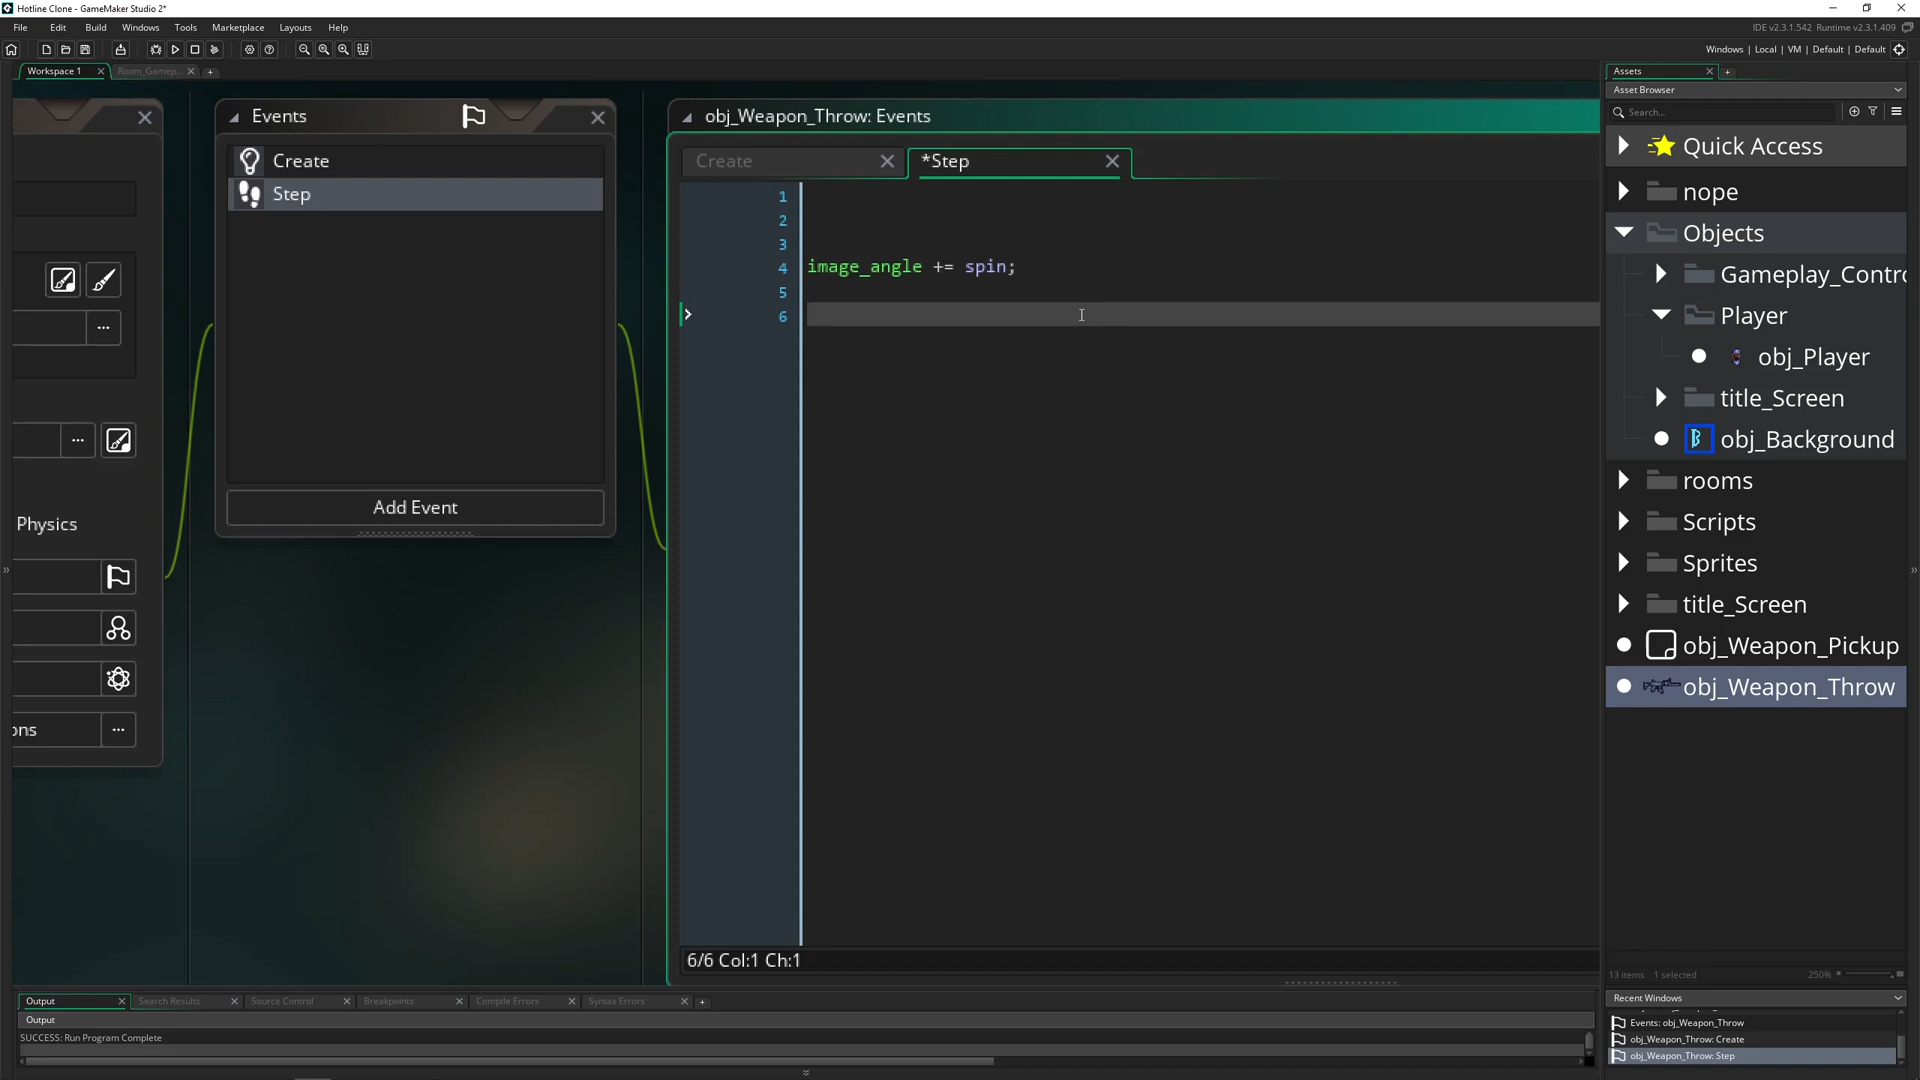 Hotline Clone - GameMaker Studio 2*
File Edit Build Windows Tools Marketplace Layouts Help
IDE v2.3.1.542 Runtime v2.3.1.409
Windows | Local | VM | Default | Default
Workspace 1
Room_Gamep...
Events
Create
Step
Add Event
Physics
ons
obj_Weapon_Throw: Events
Create
*Step
1
2
3
4 image_angle += spin;
5
6
6/6 Col:1 Ch:1
Assets
Asset Browser
Search...
Quick Access
nope
Objects
Gameplay_Contro
Player
obj_Player
title_Screen
obj_Background
rooms
Scripts
Sprites
title_Screen
obj_Weapon_Pickup
obj_Weapon_Throw
13 items 1 selected
250%
Recent Windows
Events: obj_Weapon_Throw
obj_Weapon_Throw: Create
obj_Weapon_Throw: Step
Output
Search Results
Source Control
Breakpoints
Compile Errors
Syntax Errors
Output
SUCCESS: Run Program Complete